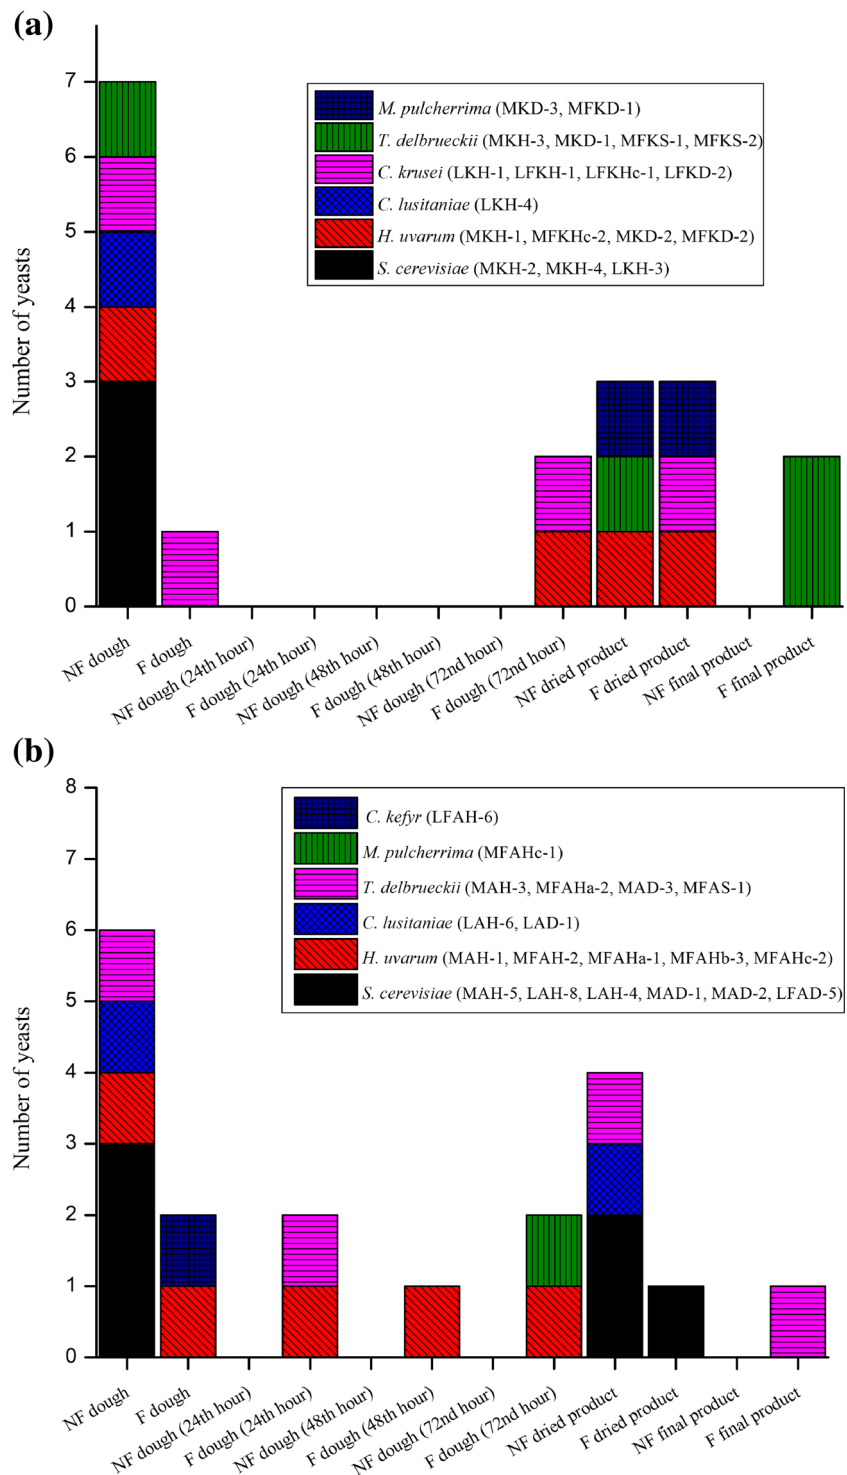 (a)
7
6
5
4
3
2
1
0
Number of yeasts
M. pulcherrima (MKD-3, MFKD-1)
T. delbrueckii (MKH-3, MKD-1, MFKS-1, MFKS-2)
C. krusei (LKH-1, LFKH-1, LFKHc-1, LFKD-2)
C. lusitaniae (LKH-4)
H. uvarum (MKH-1, MFKHc-2, MKD-2, MFKD-2)
S. cerevisiae (MKH-2, MKH-4, LKH-3)
NF dough
F dough
NF dough (24th hour)
F dough (24th hour)
NF dough (48th hour)
F dough (48th hour)
NF dough (72nd hour)
F dough (72nd hour)
NF dried product
F dried product
NF final product
F final product
(b)
8
7
6
5
4
3
2
1
0
Number of yeasts
C. kefyr (LFAH-6)
M. pulcherrima (MFAHc-1)
T. delbrueckii (MAH-3, MFAHa-2, MAD-3, MFAS-1)
C. lusitaniae (LAH-6, LAD-1)
H. uvarum (MAH-1, MFAH-2, MFAHa-1, MFAHb-3, MFAHc-2)
S. cerevisiae (MAH-5, LAH-8, LAH-4, MAD-1, MAD-2, LFAD-5)
NF dough
F dough
NF dough (24th hour)
F dough (24th hour)
NF dough (48th hour)
F dough (48th hour)
NF dough (72nd hour)
F dough (72nd hour)
NF dried product
F dried product
NF final product
F final product